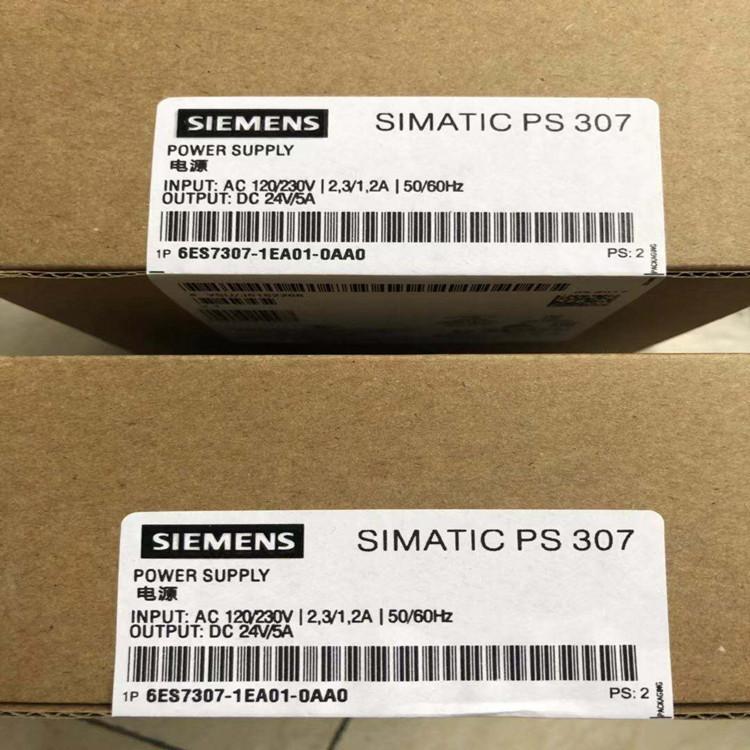 SIEMENS SIMATIC PS 307
POWER SUPPLY
电源
INPUT: AC 120/230V | 2,3/1,2A | 50/60Hz
OUTPUT: DC 24V/5A
1P 6ES7307-1EA01-0AA0 PS: 2
PACKAGING
SIEMENS SIMATIC PS 307
POWER SUPPLY
电源
INPUT: AC 120/230V | 2,3/1,2A | 50/60Hz
OUTPUT: DC 24V/5A
1P 6ES7307-1EA01-0AA0 PS: 2
PACKAGING